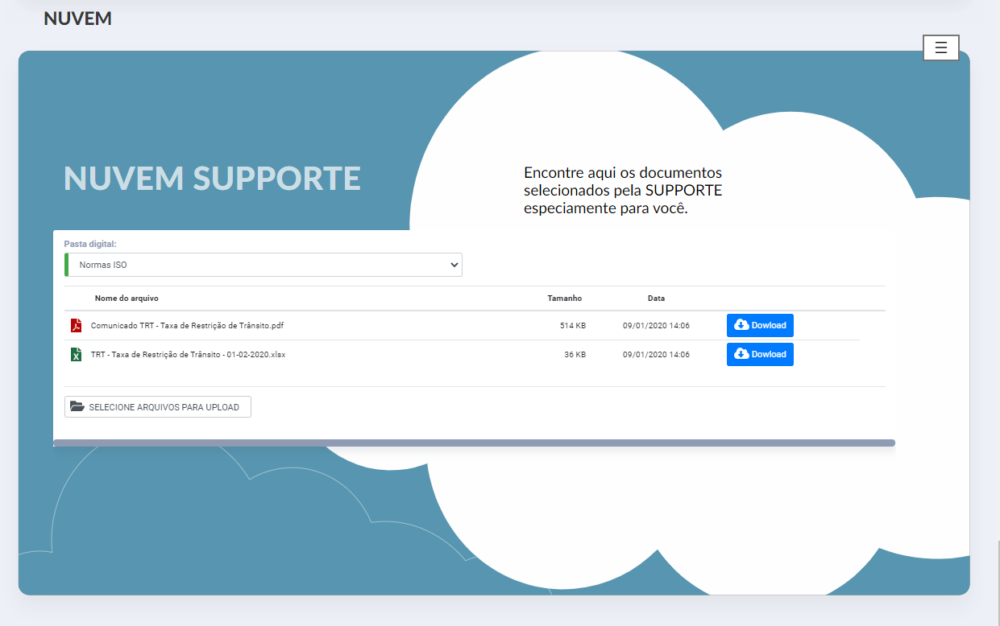 NUVEM
NUVEM SUPPORTE
Encontre aqui os documentos
selecionados pela SUPPORTE
especiamente para você.
Pasta digital:
Normas ISO
Nome do arquivo Tamanho Data
Comunicado TRT - Taxa de Restrição de Trânsito.pdf 514 KB 09/01/2020 14:06 Dowload
TRT - Taxa de Restrição de Trânsito - 01-02-2020.xlsx 36 KB 09/01/2020 14:06 Dowload
SELECIONE ARQUIVOS PARA UPLOAD